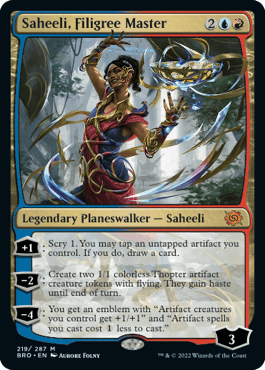 Saheeli, Filigree Master 2
Legendary Planeswalker — Saheeli
+1 : Scry 1. You may tap an untapped artifact you
control. If you do, draw a card.
−2 : Create two 1/1 colorless Thopter artifact
creature tokens with flying. They gain haste
until end of turn.
−4 : You get an emblem with "Artifact creatures
you control get +1/+1" and "Artifact spells
you cast cost 1 less to cast."
3
219/287 M
BRO • EN AURORE FOLNY
™ & © 2022 Wizards of the Coast